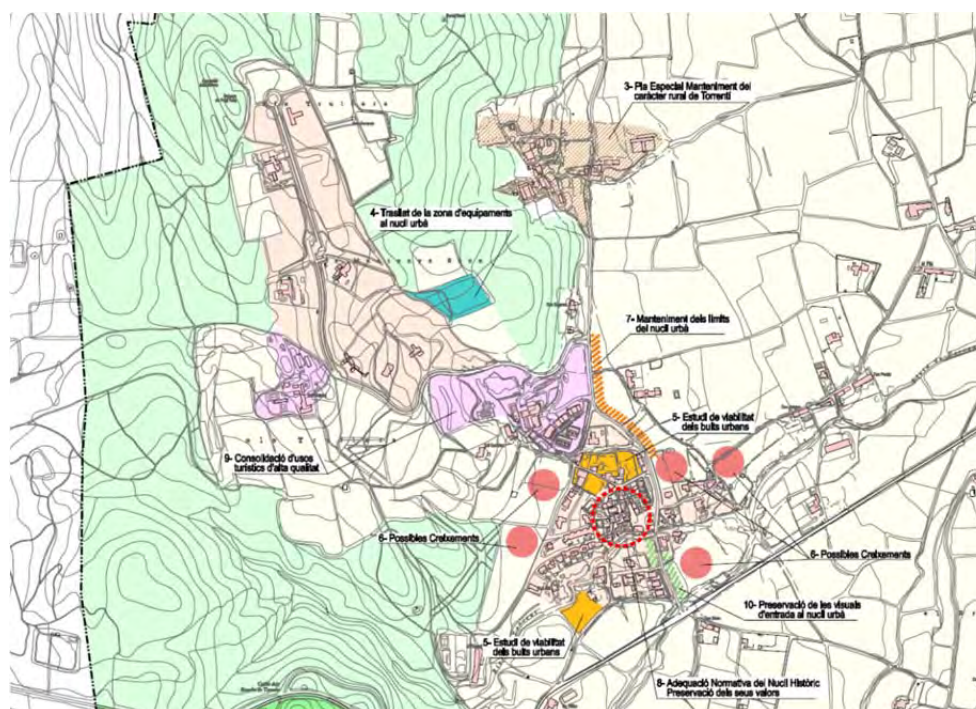 3- Pla Especial Manteniment del
caràcter rural de Torrentí
4- Trasllat de la zona d'equipaments
al nucli urbà
7- Manteniment dels límits
del nucli urbà
5- Estudi de viabilitat
dels buits urbans
9- Consolidació d'usos
turístics d'alta qualitat
6- Possibles Creixements
6- Possibles Creixements
10- Preservació de les visuals
d'entrada al nucli urbà
5- Estudi de viabilitat
dels buits urbans
8- Adequació Normativa del Nucli Històric
Preservació dels seus valors